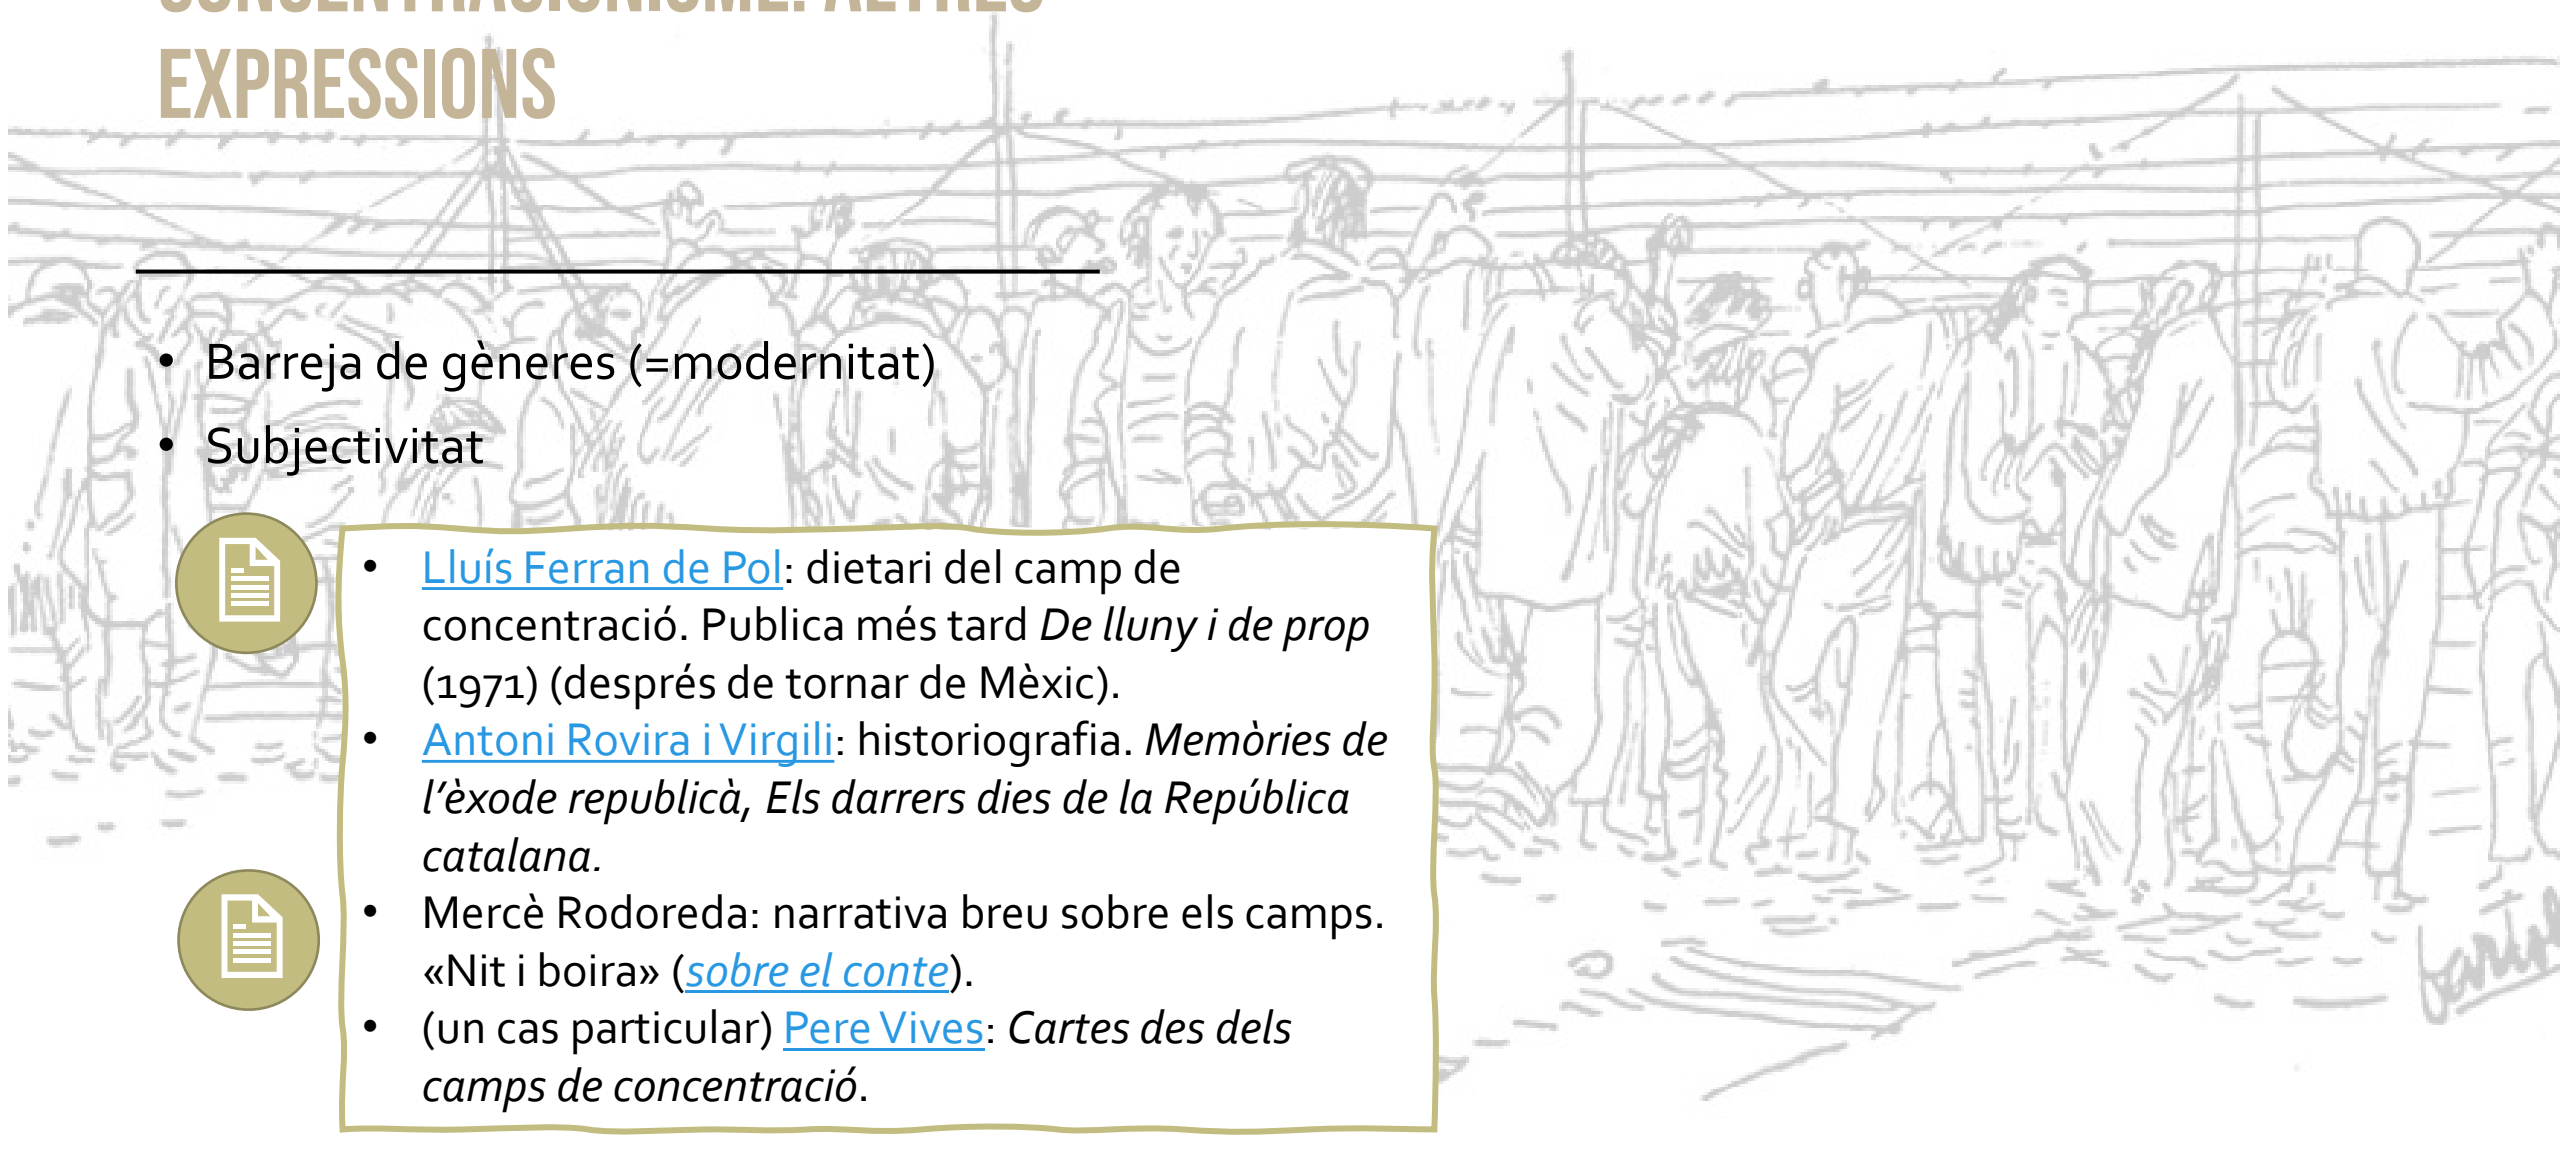 CONCENTRACIONISME. ALTRES
EXPRESSIONS
• Barreja de gèneres (=modernitat)
• Subjectivitat
• Lluís Ferran de Pol: dietari del camp de
concentració. Publica més tard De lluny i de prop
(1971) (després de tornar de Mèxic).
• Antoni Rovira i Virgili: historiografia. Memòries de
l’èxode republicà, Els darrers dies de la República
catalana.
• Mercè Rodoreda: narrativa breu sobre els camps.
«Nit i boira» (sobre el conte).
• (un cas particular) Pere Vives: Cartes des dels
camps de concentració.